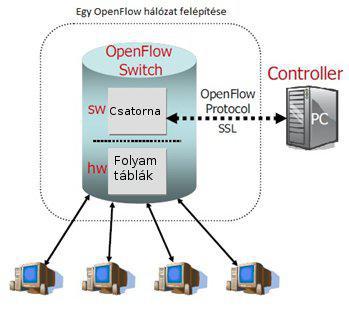 Egy OpenFlow hálózat felépítése
OpenFlow
Switch
Controller
sw
Csatorna
OpenFlow
Protocol
SSL
PC
hw
Folyam
táblák